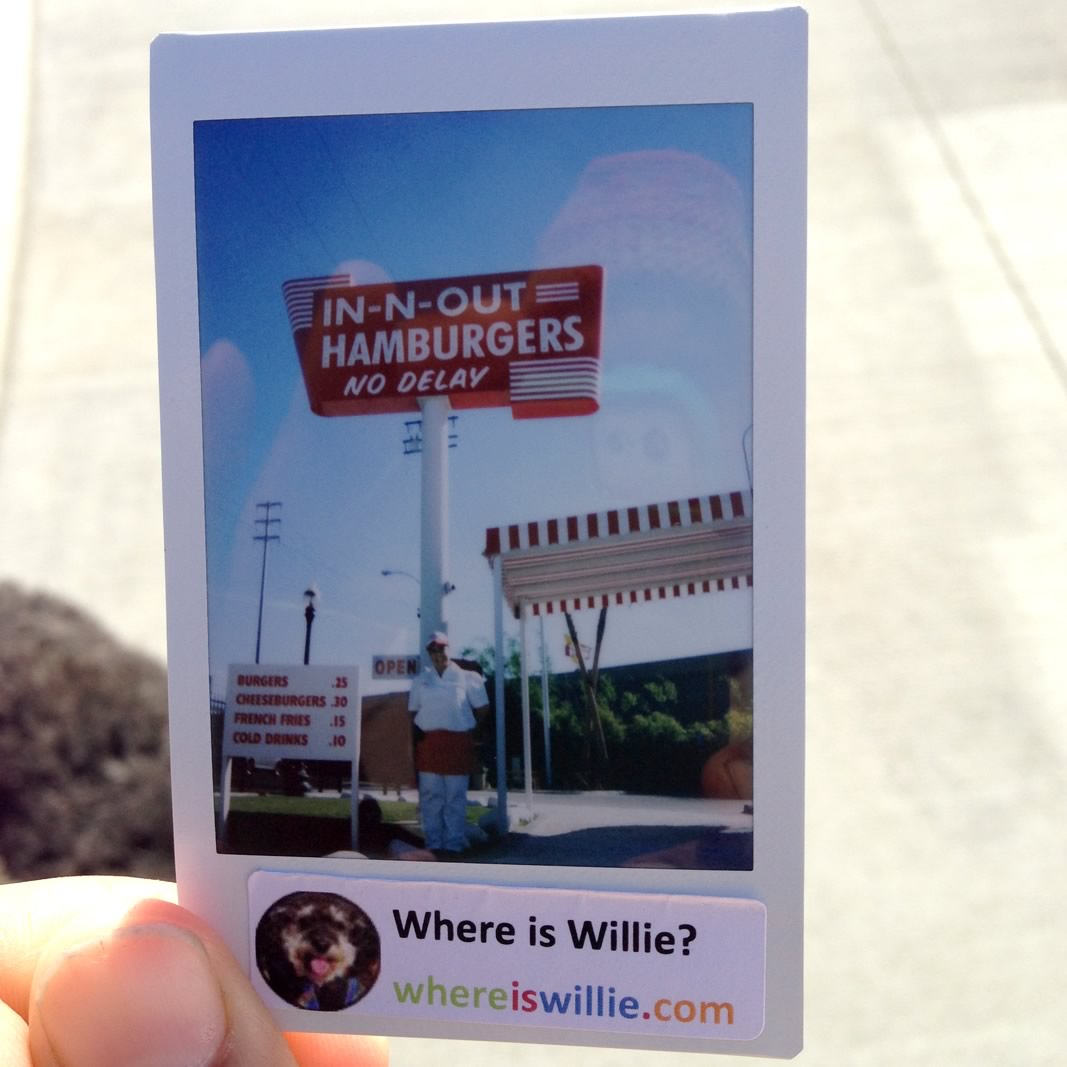 IN-N-OUT
HAMBURGERS
NO DELAY
OPEN
BURGERS .25
CHEESEBURGERS .30
FRENCH FRIES .15
COLD DRINKS .10
Where is Willie?
whereiswillie.com